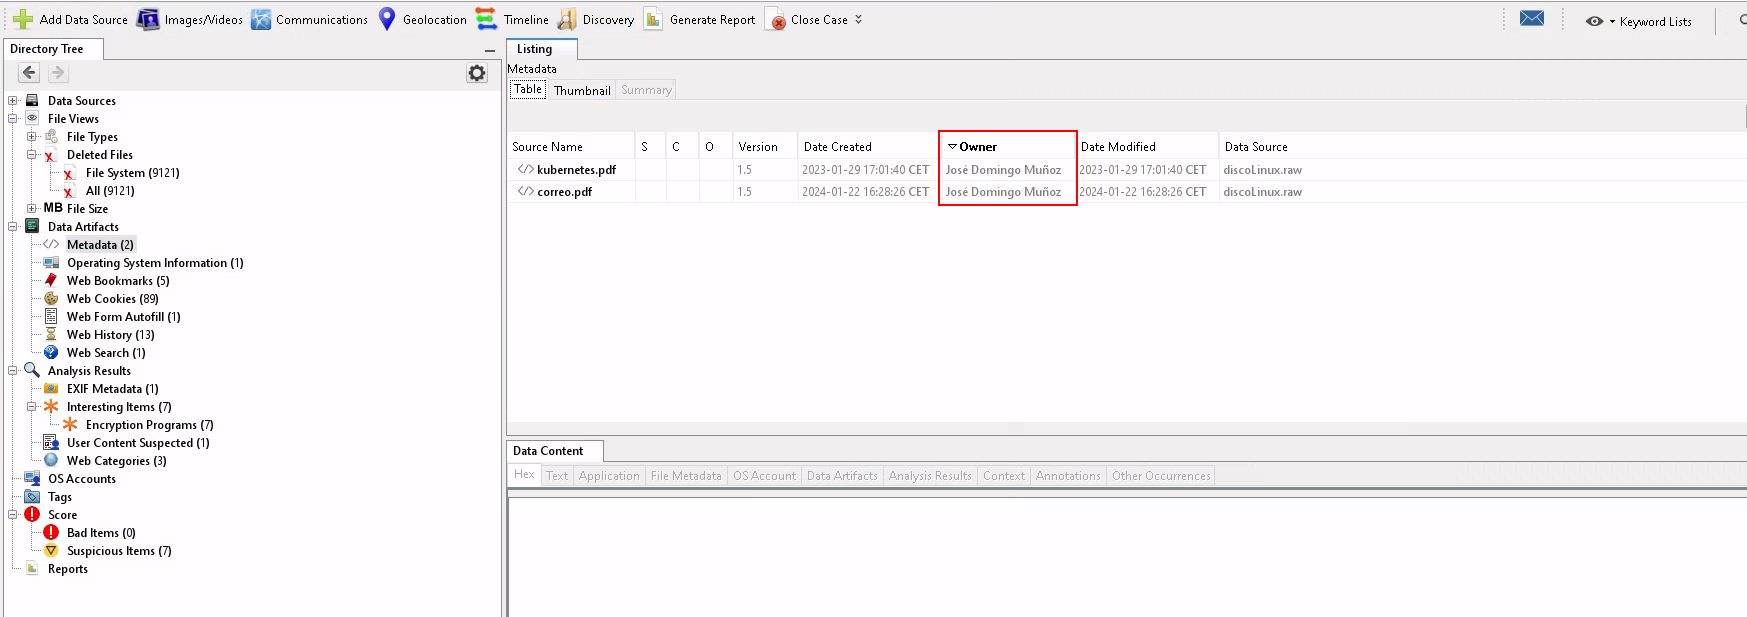 Add Data Source Images/Videos Communications Geolocation Timeline Discovery Generate Report Close Case Keyword Lists
Directory Tree
Data Sources
File Views
File Types
Deleted Files
File System (9121)
All (9121)
MB File Size
Data Artifacts
Metadata (2)
Operating System Information (1)
Web Bookmarks (5)
Web Cookies (89)
Web Form Autofill (1)
Web History (13)
Web Search (1)
Analysis Results
EXIF Metadata (1)
Interesting Items (7)
Encryption Programs (7)
User Content Suspected (1)
Web Categories (3)
OS Accounts
Tags
Score
Bad Items (0)
Suspicious Items (7)
Reports
Listing
Metadata
Table Thumbnail Summary
Source Name S C O Version Date Created Owner Date Modified Data Source
kubernetes.pdf 1.5 2023-01-29 17:01:40 CET José Domingo Muñoz 2023-01-29 17:01:40 CET discoLinux.raw
correo.pdf 1.5 2024-01-22 16:28:26 CET José Domingo Muñoz 2024-01-22 16:28:26 CET discoLinux.raw
Data Content
Hex Text Application File Metadata OS Account Data Artifacts Analysis Results Context Annotations Other Occurrences